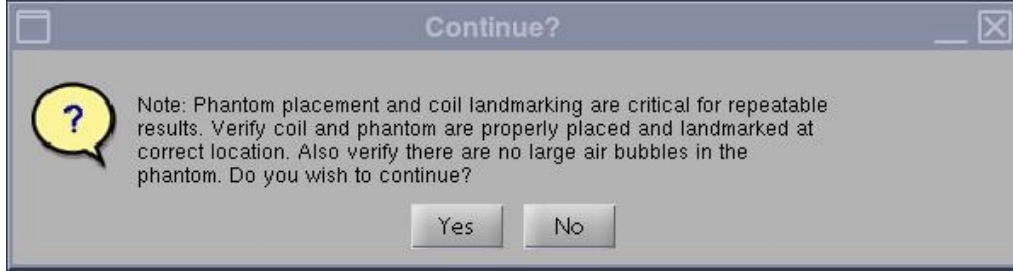 Continue?
?
Note: Phantom placement and coil landmarking are critical for repeatable
results. Verify coil and phantom are properly placed and landmarked at
correct location. Also verify there are no large air bubbles in the
phantom. Do you wish to continue?
Yes No